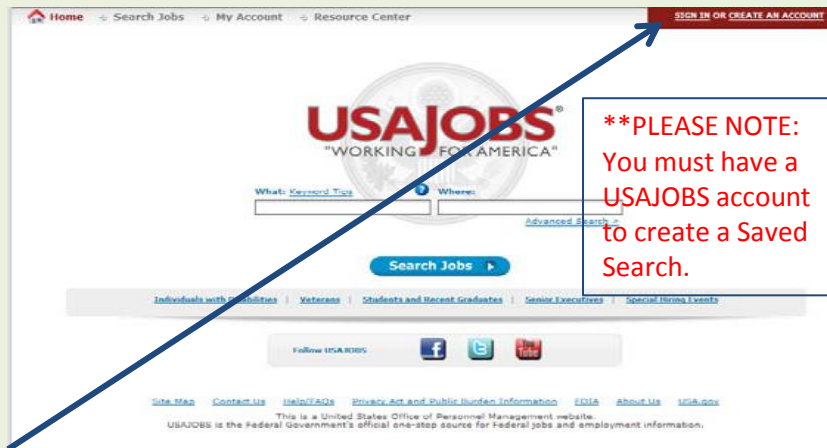 Home Search Jobs My Account Resource Center
SIGN IN OR CREATE AN ACCOUNT
USAJOBS®
"WORKING FOR AMERICA"
What: Keyword Tips ? Where:
Advanced Search >
Search Jobs
Individuals with Disabilities | Veterans | Students and Recent Graduates | Senior Executives | Special Hiring Events
Follow USAJOBS
f
You Tube
Site Map Contact Us Help/FAQs Privacy Act and Public Burden Information FOIA About Us USA.gov
This is a United States Office of Personnel Management website.
USAJOBS is the Federal Government's official one-stop source for Federal jobs and employment information.
**PLEASE NOTE:
You must have a
USAJOBS account
to create a Saved
Search.